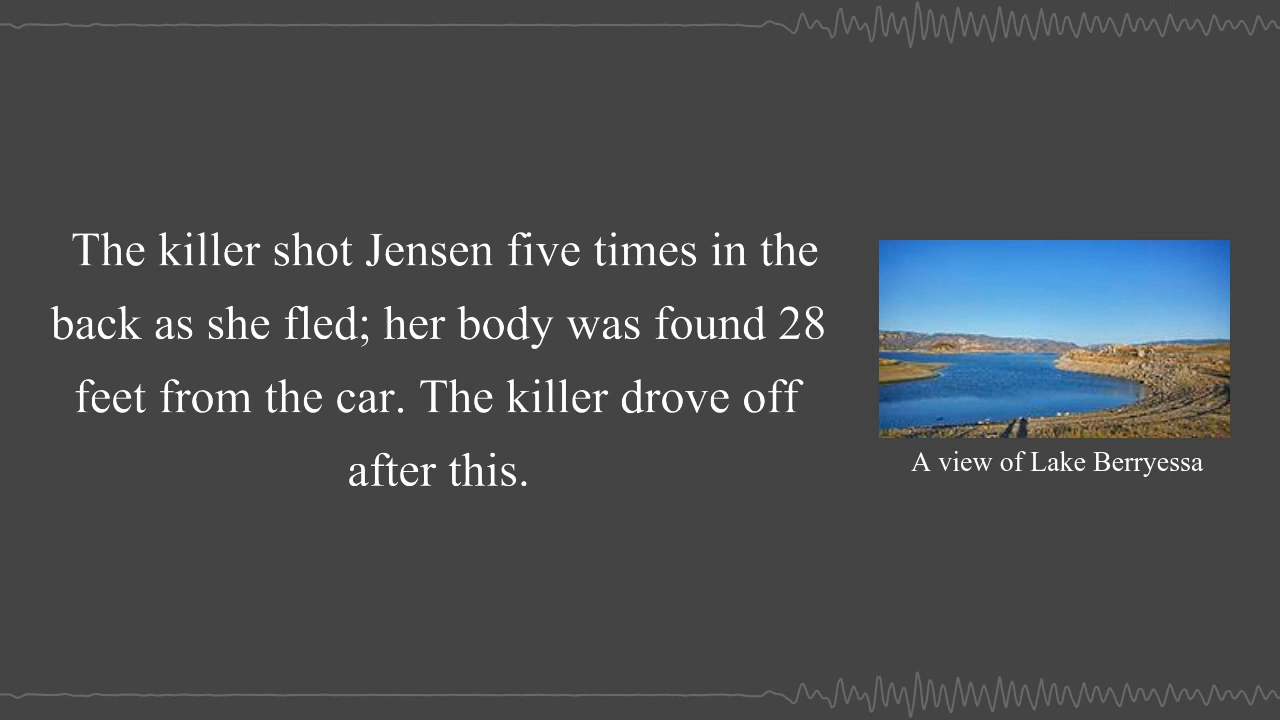 The killer shot Jensen five times in the
back as she fled; her body was found 28
feet from the car. The killer drove off
after this.
A view of Lake Berryessa